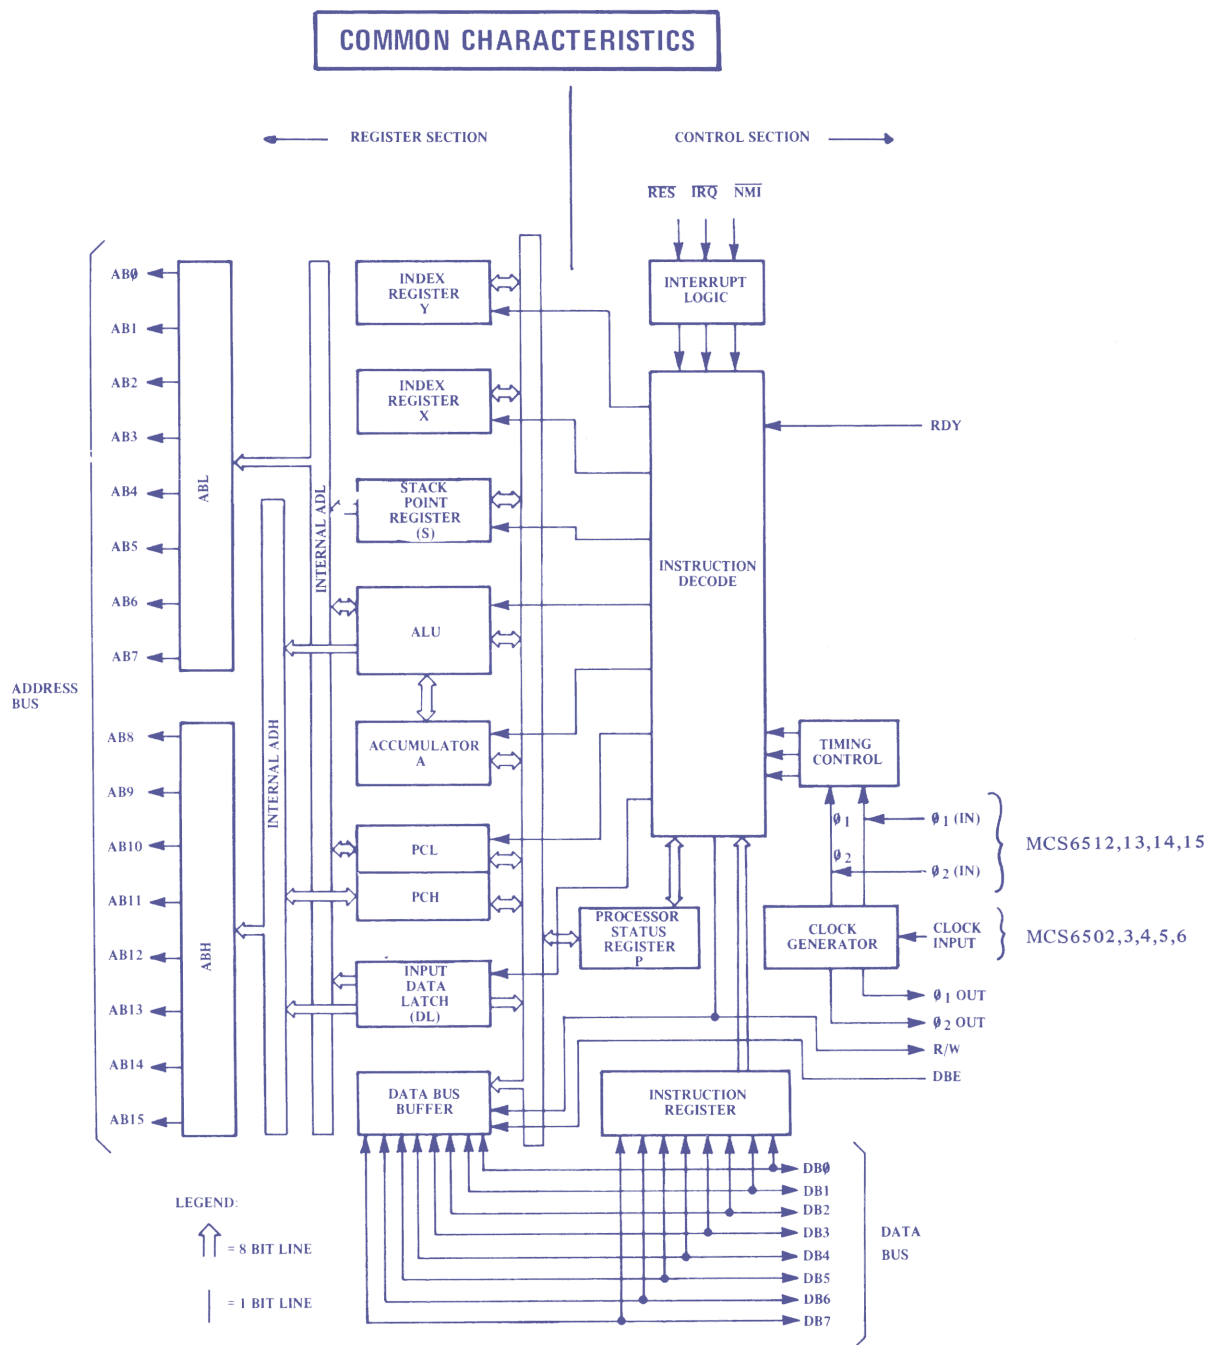 COMMON CHARACTERISTICS
REGISTER SECTION
CONTROL SECTION
RES IRQ NMI
ADDRESS
BUS
AB0
AB1
AB2
AB3
AB4
AB5
AB6
AB7
AB8
AB9
AB10
AB11
AB12
AB13
AB14
AB15
ABL
ABH
INTERNAL ADH
INTERNAL ADL
INDEX
REGISTER
Y
INDEX
REGISTER
X
STACK
POINT
REGISTER
(S)
ALU
ACCUMULATOR
A
PCL
PCH
INPUT
DATA
LATCH
(DL)
DATA BUS
BUFFER
INTERRUPT
LOGIC
INSTRUCTION
DECODE
RDY
TIMING
CONTROL
Ø1
Ø2
Ø1 (IN)
Ø2 (IN)
MCS6512,13,14,15
PROCESSOR
STATUS
REGISTER
P
CLOCK
GENERATOR
CLOCK
INPUT
MCS6502,3,4,5,6
Ø1 OUT
Ø2 OUT
R/W
DBE
INSTRUCTION
REGISTER
DB0
DB1
DB2
DB3
DB4
DB5
DB6
DB7
DATA
BUS
LEGEND:
= 8 BIT LINE
= 1 BIT LINE